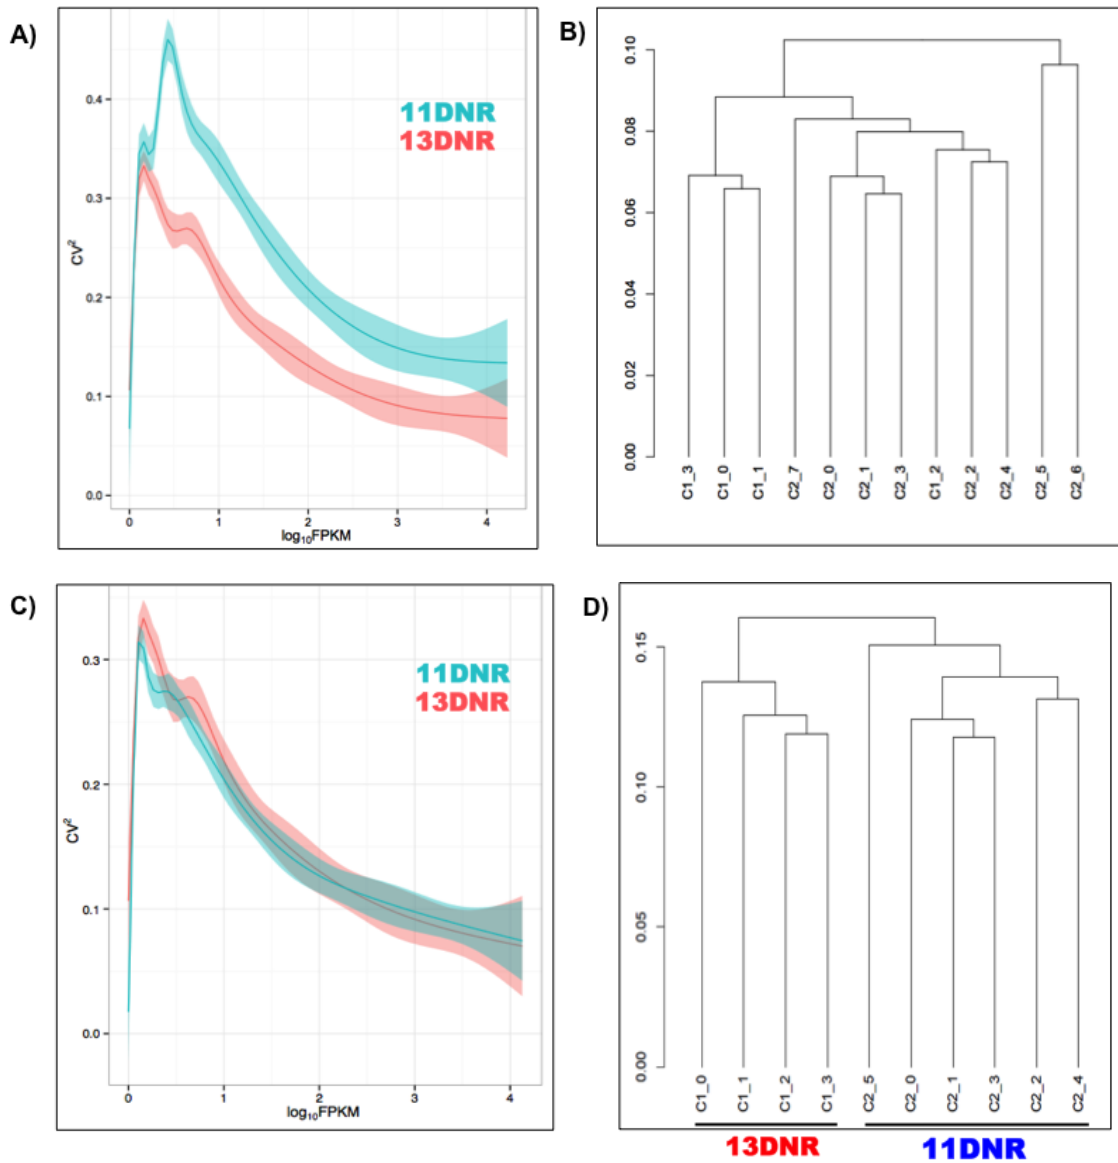 A)
0.4
0.3
0.2
0.1
0.0
CV²
11DNR
13DNR
0 1 2 3 4
log₁₀FPKM
B)
0.10
0.08
0.06
0.04
0.02
0.00
C1_3 C1_0 C1_1 C2_7 C2_0 C2_1 C2_3 C1_2 C2_2 C2_4 C2_5 C2_6
C)
0.3
0.2
0.1
0.0
CV²
11DNR
13DNR
0 1 2 3 4
log₁₀FPKM
D)
0.15
0.10
0.05
0.00
C1_0 C1_1 C1_2 C1_3 C2_5 C2_0 C2_1 C2_3 C2_2 C2_4
13DNR 11DNR